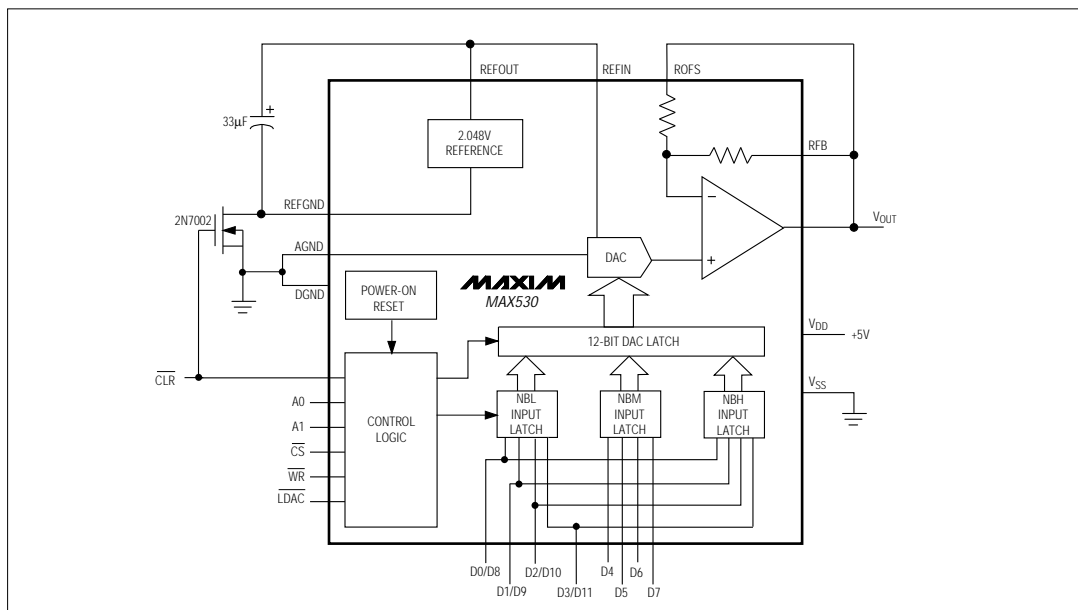 REFOUT
REFIN
ROFS
33µF
+
2.048V
REFERENCE
RFB
REFGND
2N7002
−
+
VOUT
AGND
DAC
DGND
POWER-ON
RESET
MAXIM
MAX530
VDD
+5V
12-BIT DAC LATCH
CLR
VSS
A0
A1
CS
WR
LDAC
CONTROL
LOGIC
NBL
INPUT
LATCH
NBM
INPUT
LATCH
NBH
INPUT
LATCH
D0/D8
D1/D9
D2/D10
D3/D11
D4
D5
D6
D7